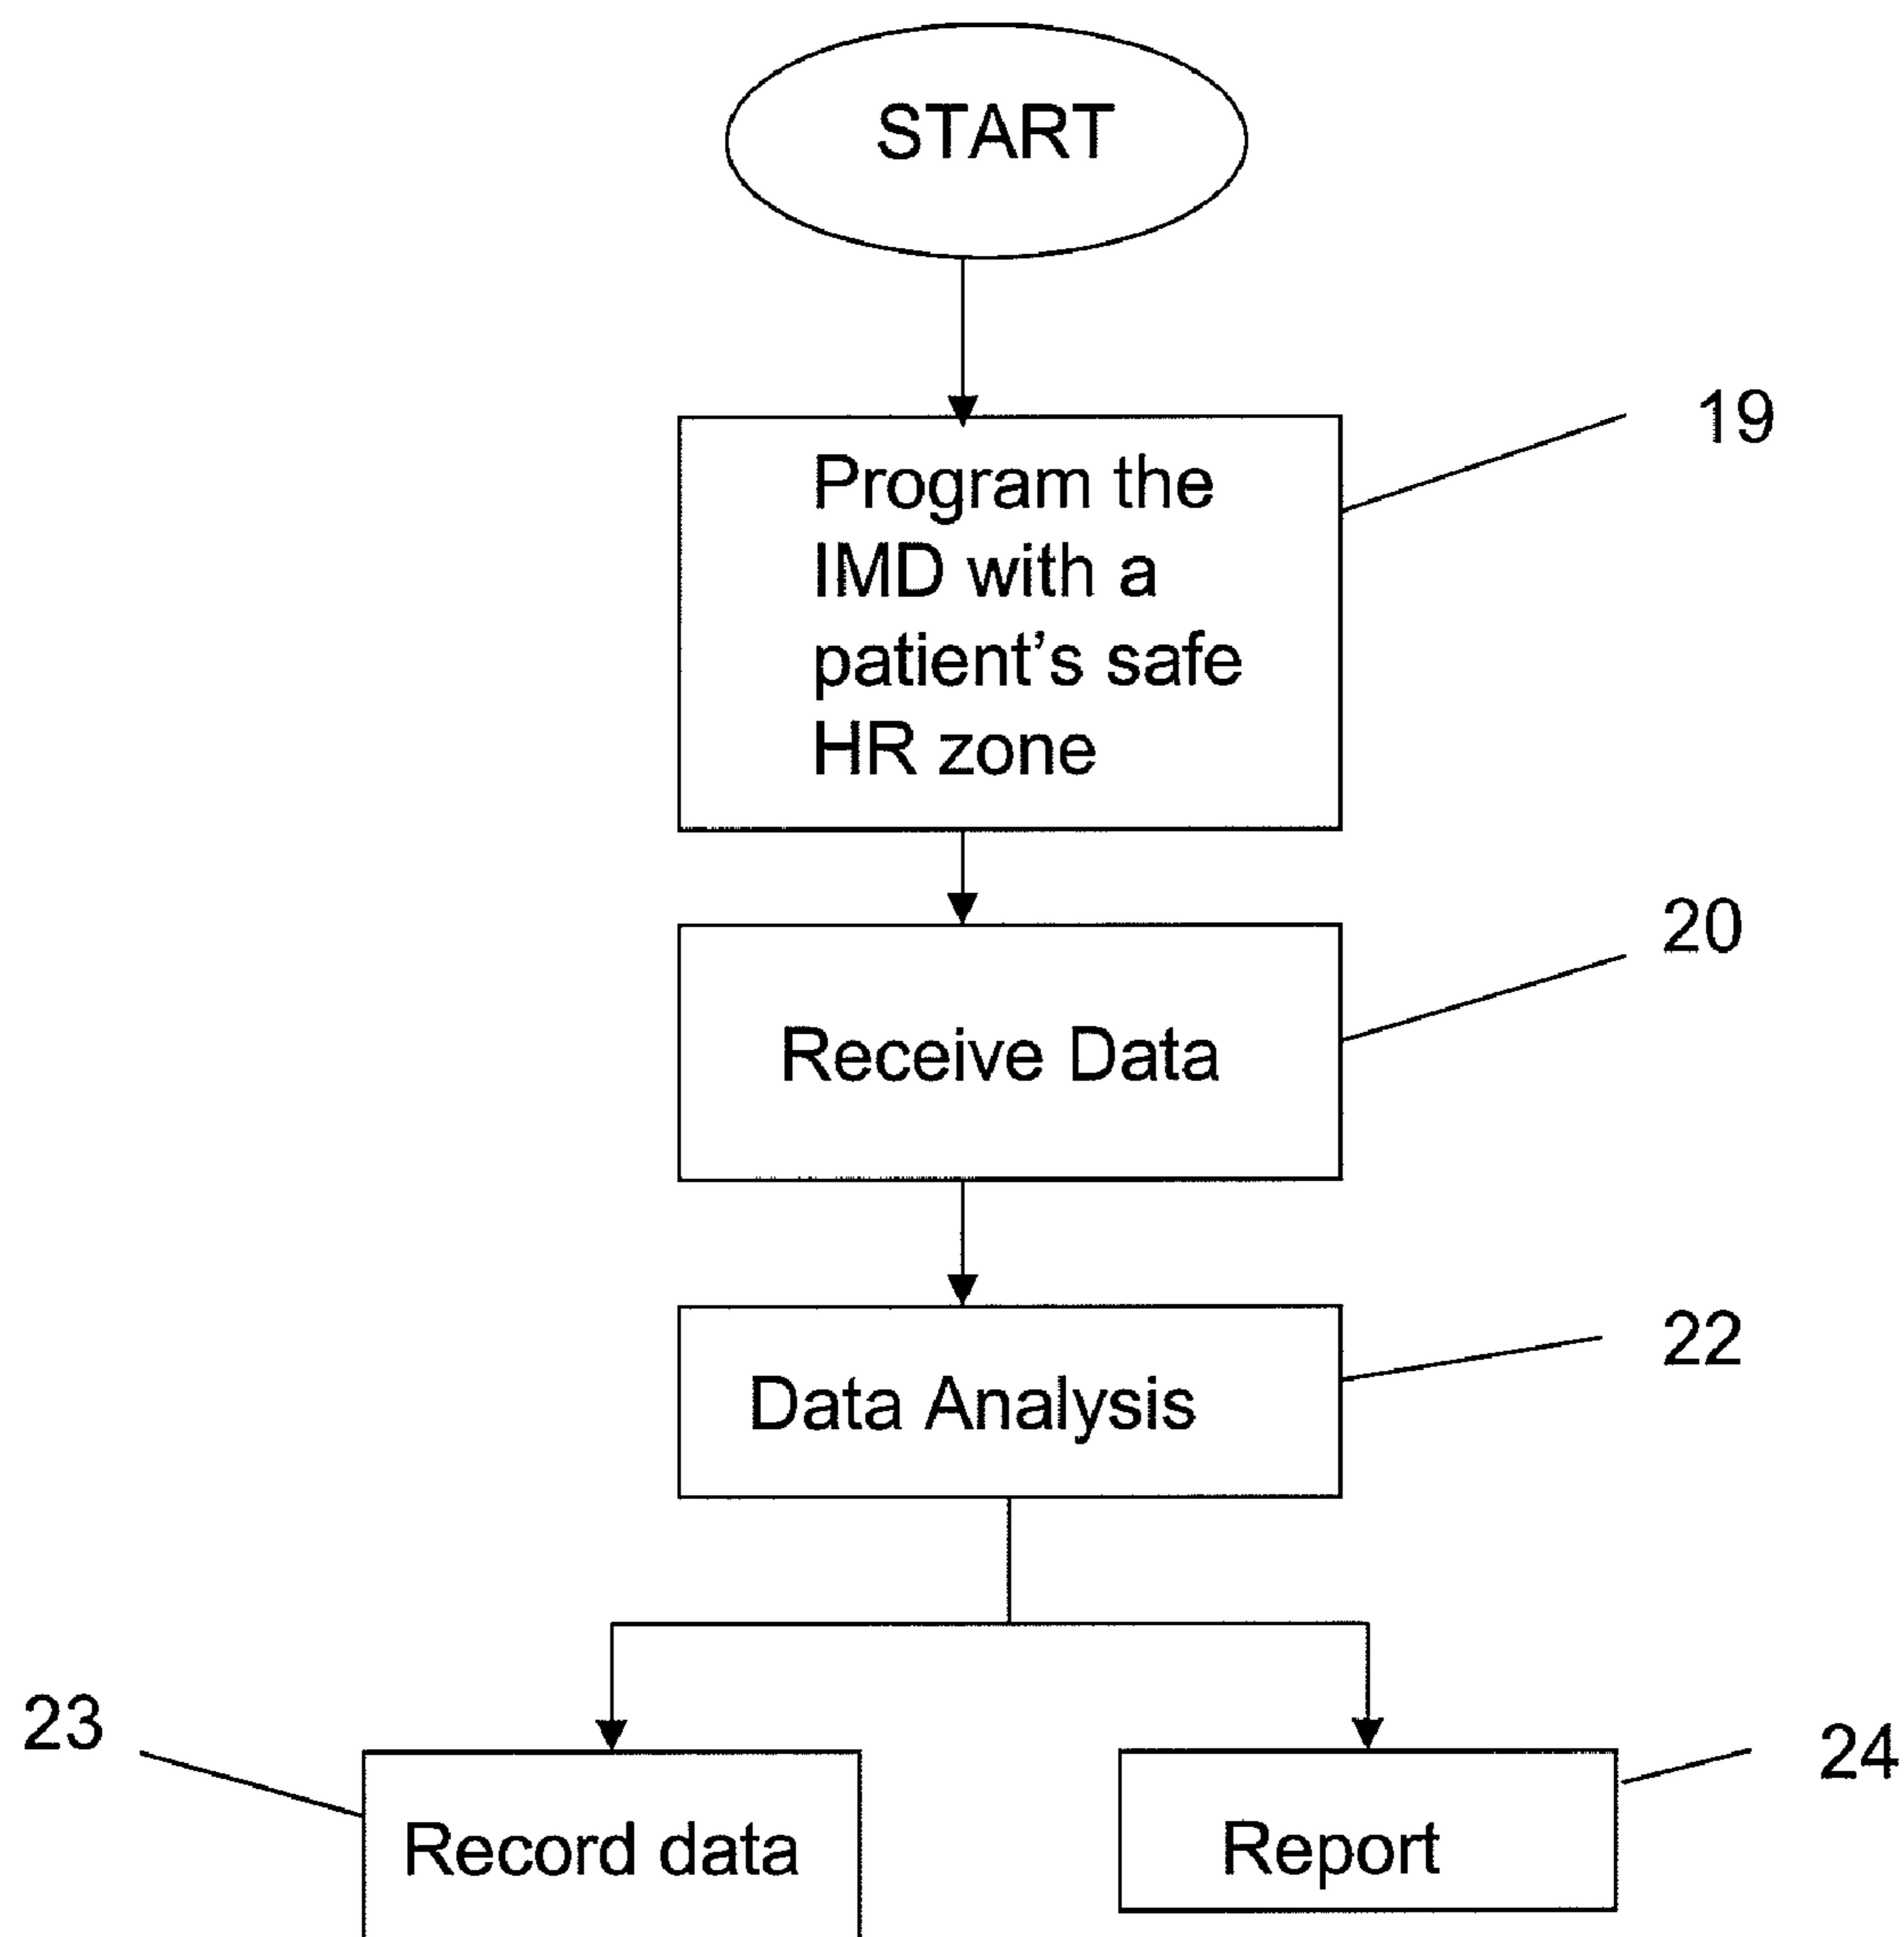 START
19
Program the
IMD with a
patient’s safe
HR zone
20
Receive Data
22
Data Analysis
23
24
Record data
Report